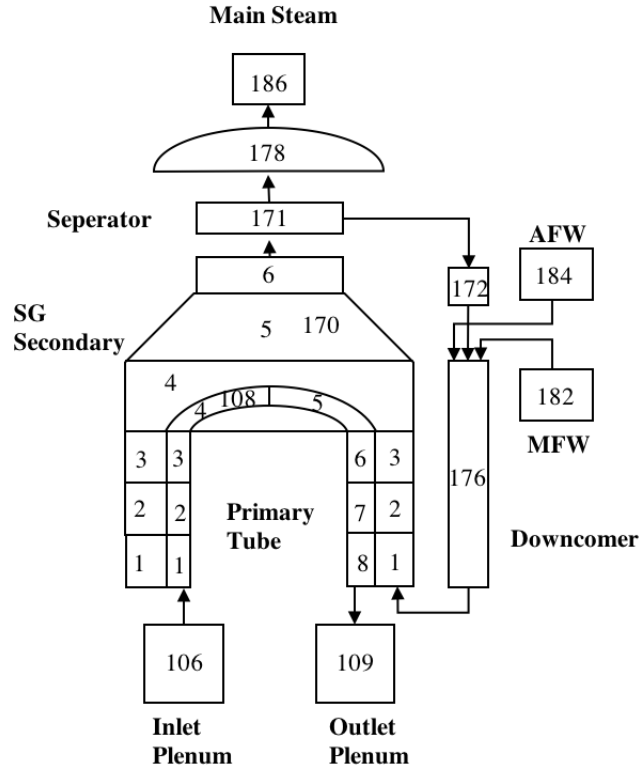 Main Steam
186
178
Seperator
171
AFW
184
6
172
SG
Secondary
5
170
4
108
4
5
182
MFW
3
3
6
3
176
2
2
Primary
Tube
7
2
Downcomer
1
1
8
1
106
109
Inlet
Plenum
Outlet
Plenum